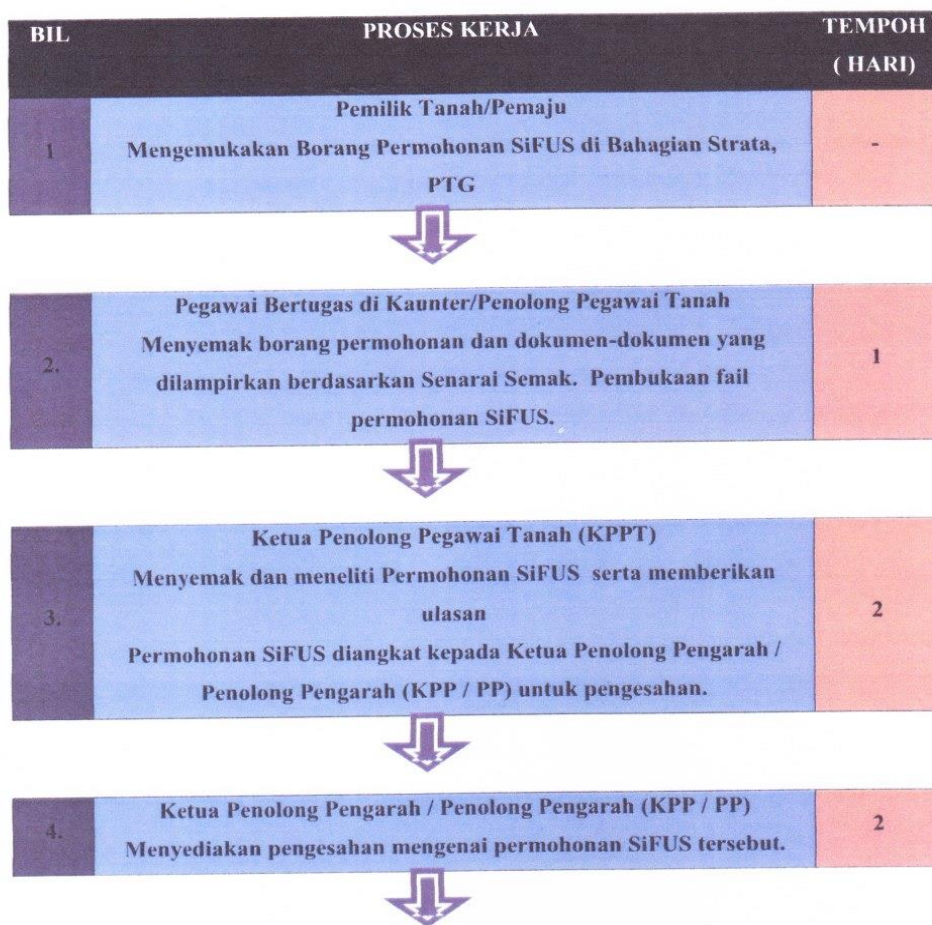 BIL PROSES KERJA TEMPOH
( HARI)
Pemilik Tanah/Pemaju
1 Mengemukakan Borang Permohonan SiFUS di Bahagian Strata, -
PTG
Pegawai Bertugas di Kaunter/Penolong Pegawai Tanah
Menyemak borang permohonan dan dokumen-dokumen yang
2. dilampirkan berdasarkan Senarai Semak. Pembukaan fail 1
permohonan SiFUS.
Ketua Penolong Pegawai Tanah (KPPT)
Menyemak dan meneliti Permohonan SiFUS serta memberikan
3. ulasan 2
Permohonan SiFUS diangkat kepada Ketua Penolong Pengarah /
Penolong Pengarah (KPP / PP) untuk pengesahan.
Ketua Penolong Pengarah / Penolong Pengarah (KPP / PP)
4. Menyediakan pengesahan mengenai permohonan SiFUS tersebut. 2